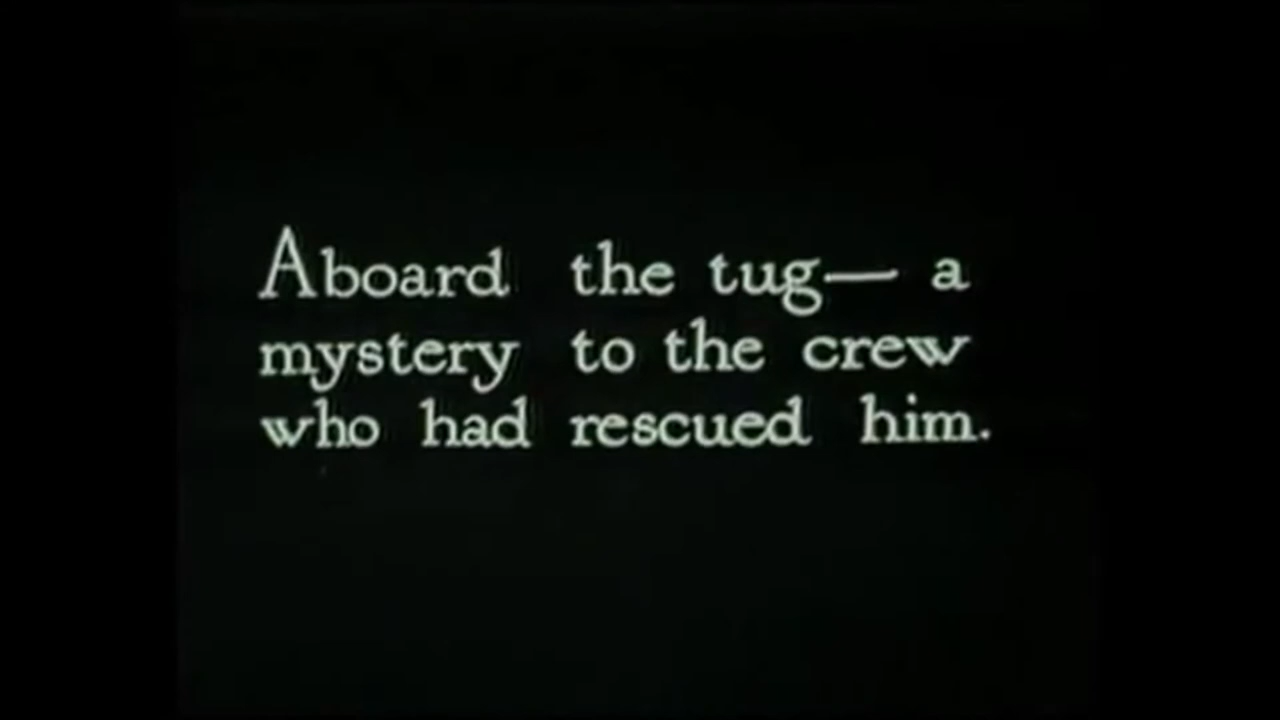 Aboard the tug— a
mystery to the crew
who had rescued him.